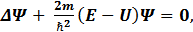 ΔΨ + 2m/ℏ² (E − U)Ψ = 0,